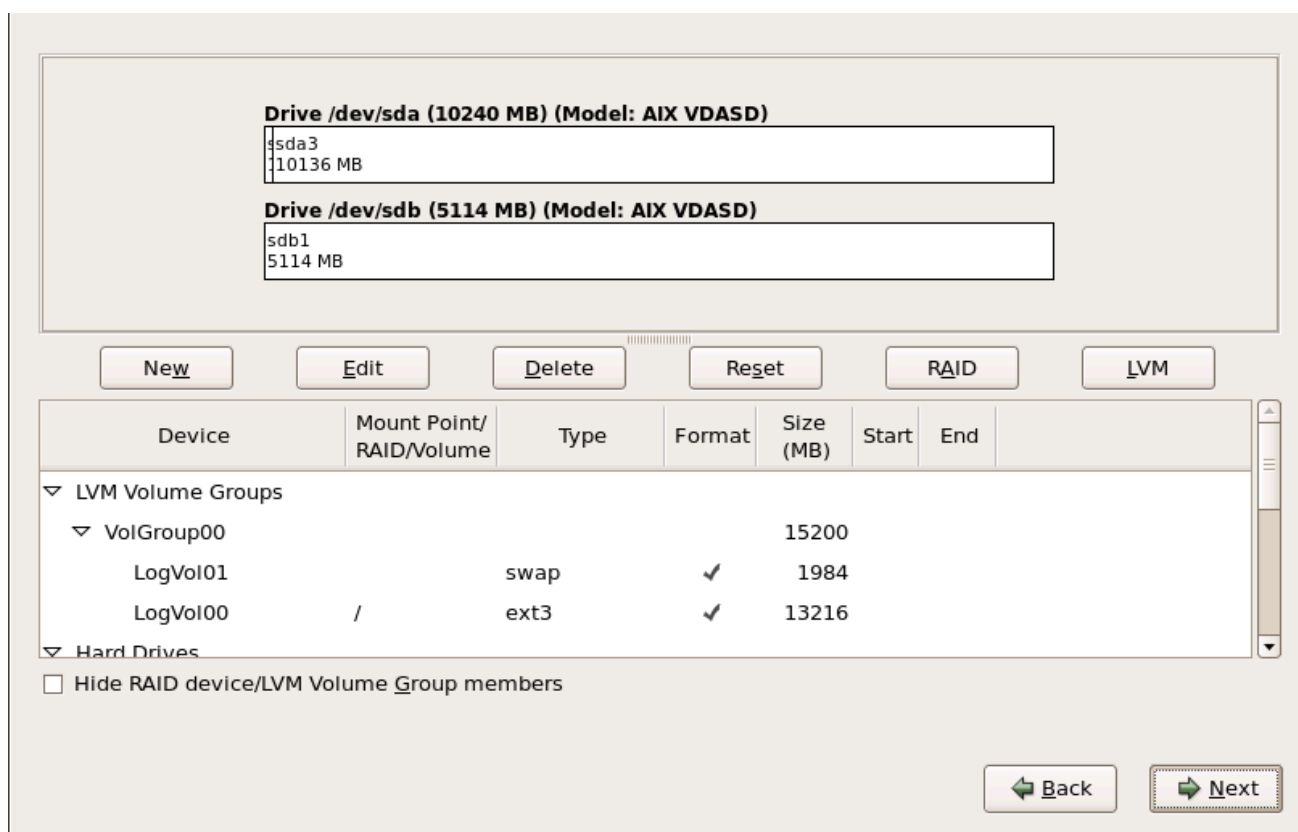 Drive /dev/sda (10240 MB) (Model: AIX VDASD)
sda3
10136 MB
Drive /dev/sdb (5114 MB) (Model: AIX VDASD)
sdb1
5114 MB
New Edit Delete Reset RAID LVM
Device Mount Point/ RAID/Volume Type Format Size (MB) Start End
LVM Volume Groups
VolGroup00 15200
LogVol01 swap 1984
LogVol00 / ext3 13216
Hard Drives
Hide RAID device/LVM Volume Group members
Back Next